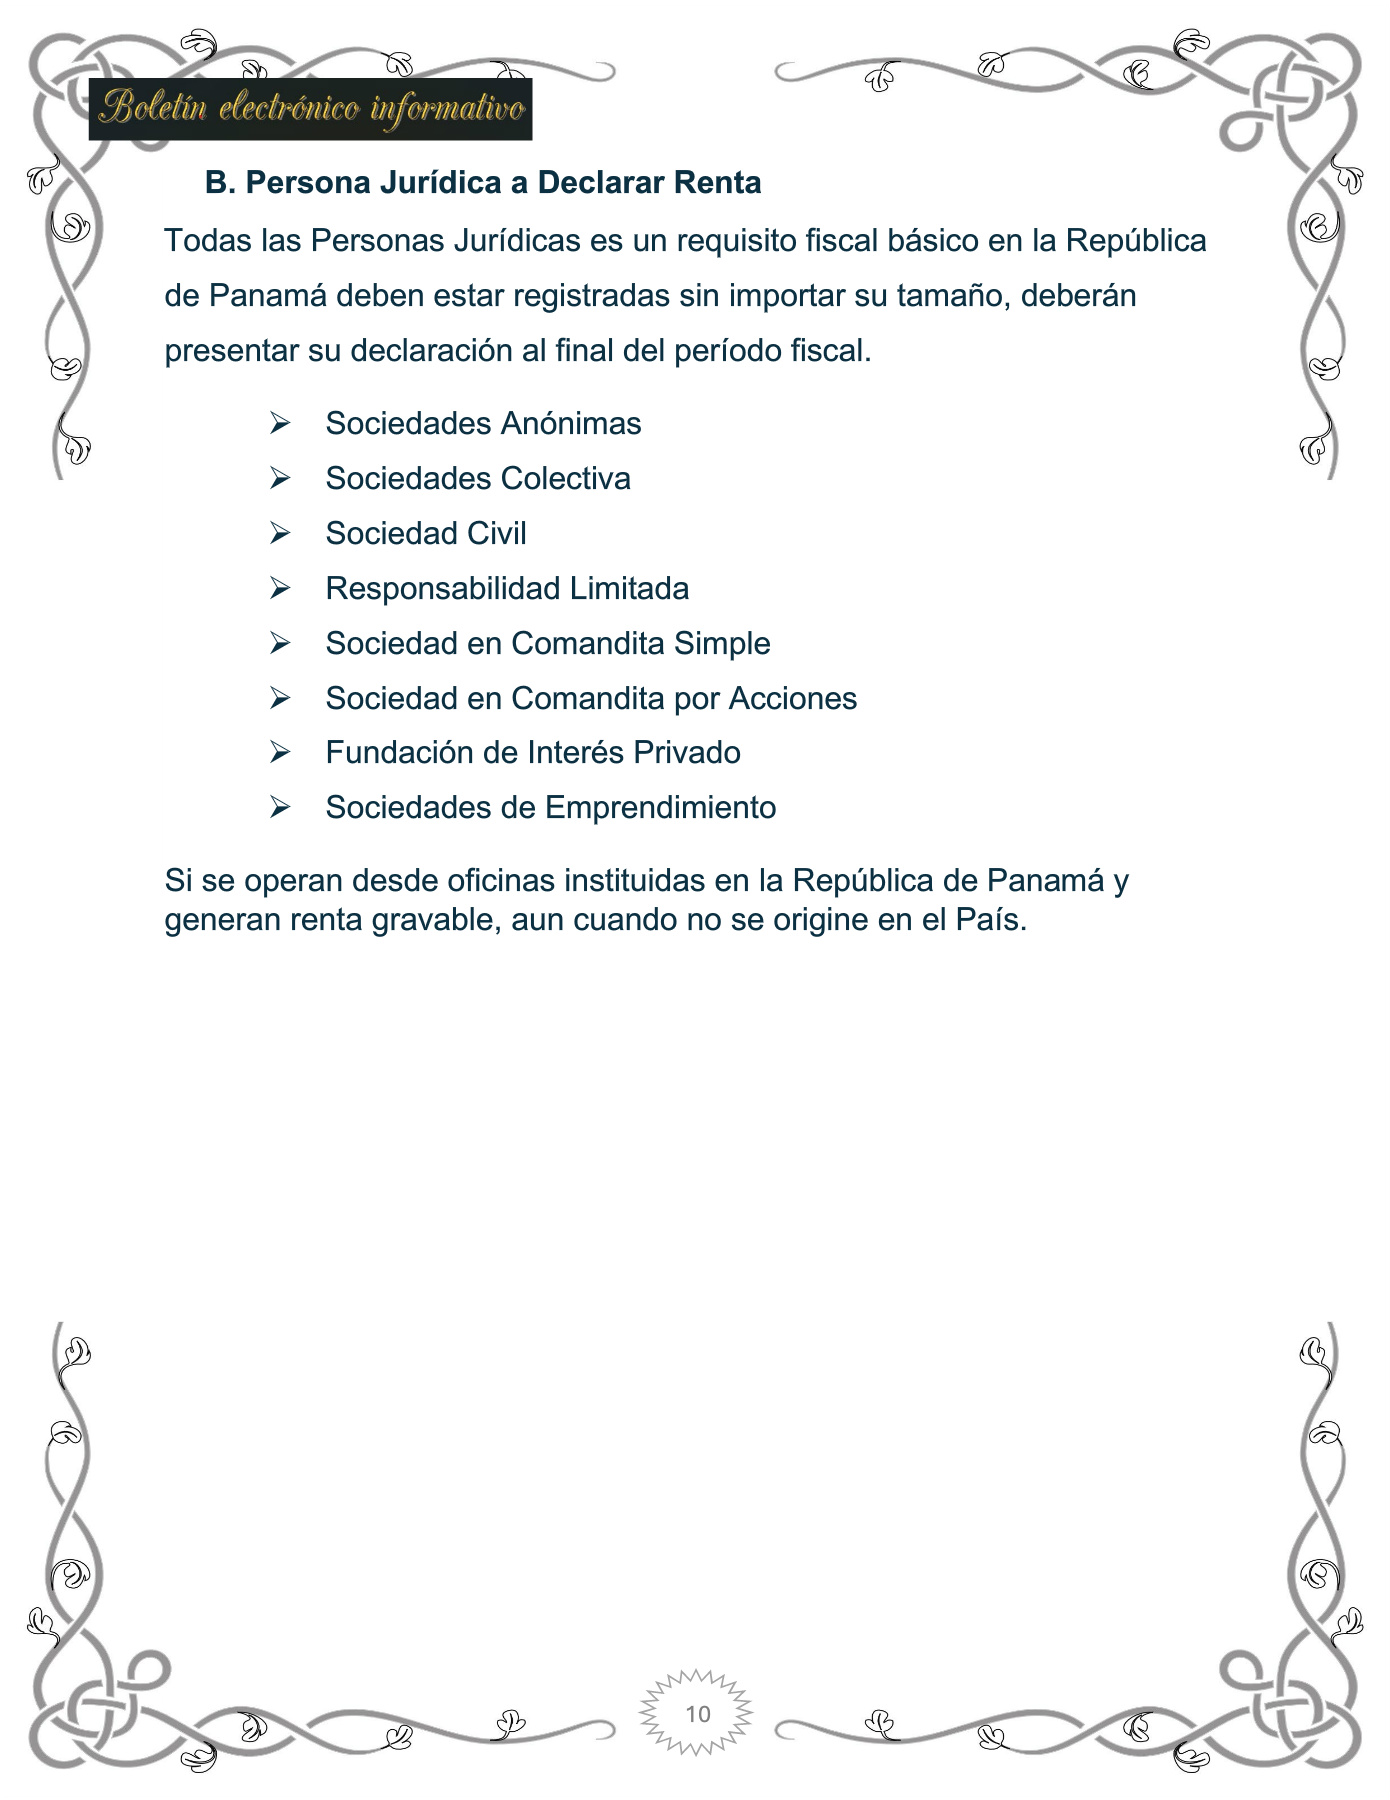 Boletín electrónico informativo
B. Persona Jurídica a Declarar Renta
Todas las Personas Jurídicas es un requisito fiscal básico en la República
de Panamá deben estar registradas sin importar su tamaño, deberán
presentar su declaración al final del período fiscal.
➢ Sociedades Anónimas
➢ Sociedades Colectiva
➢ Sociedad Civil
➢ Responsabilidad Limitada
➢ Sociedad en Comandita Simple
➢ Sociedad en Comandita por Acciones
➢ Fundación de Interés Privado
➢ Sociedades de Emprendimiento
Si se operan desde oficinas instituidas en la República de Panamá y
generan renta gravable, aun cuando no se origine en el País.
10